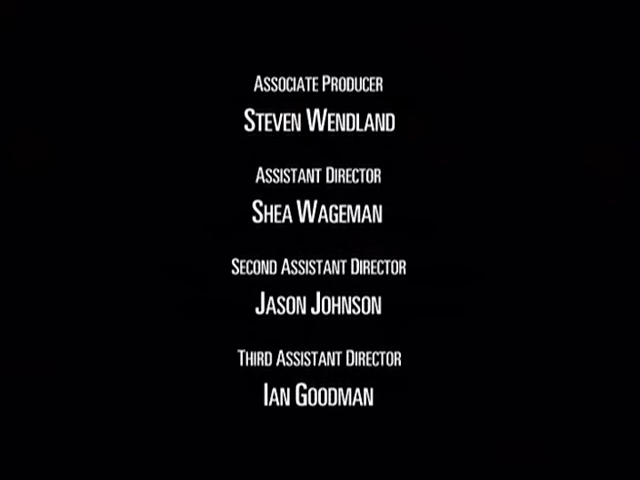 Associate Producer
Steven Wendland
Assistant Director
Shea Wageman
Second Assistant Director
Jason Johnson
Third Assistant Director
Ian Goodman